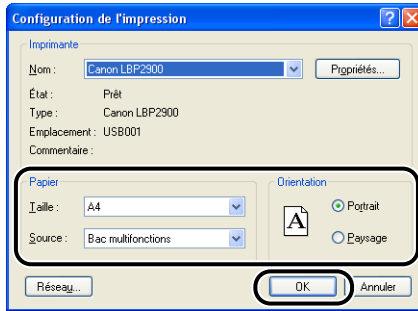 Configuration de l'impression
Imprimante
Nom : Canon LBP2900 Propriétés...
État : Prêt
Type : Canon LBP2900
Emplacement : USB001
Commentaire :
Papier
Taille : A4
Source : Bac multifonctions
Orientation
A
Portrait
Paysage
Réseau... OK Annuler